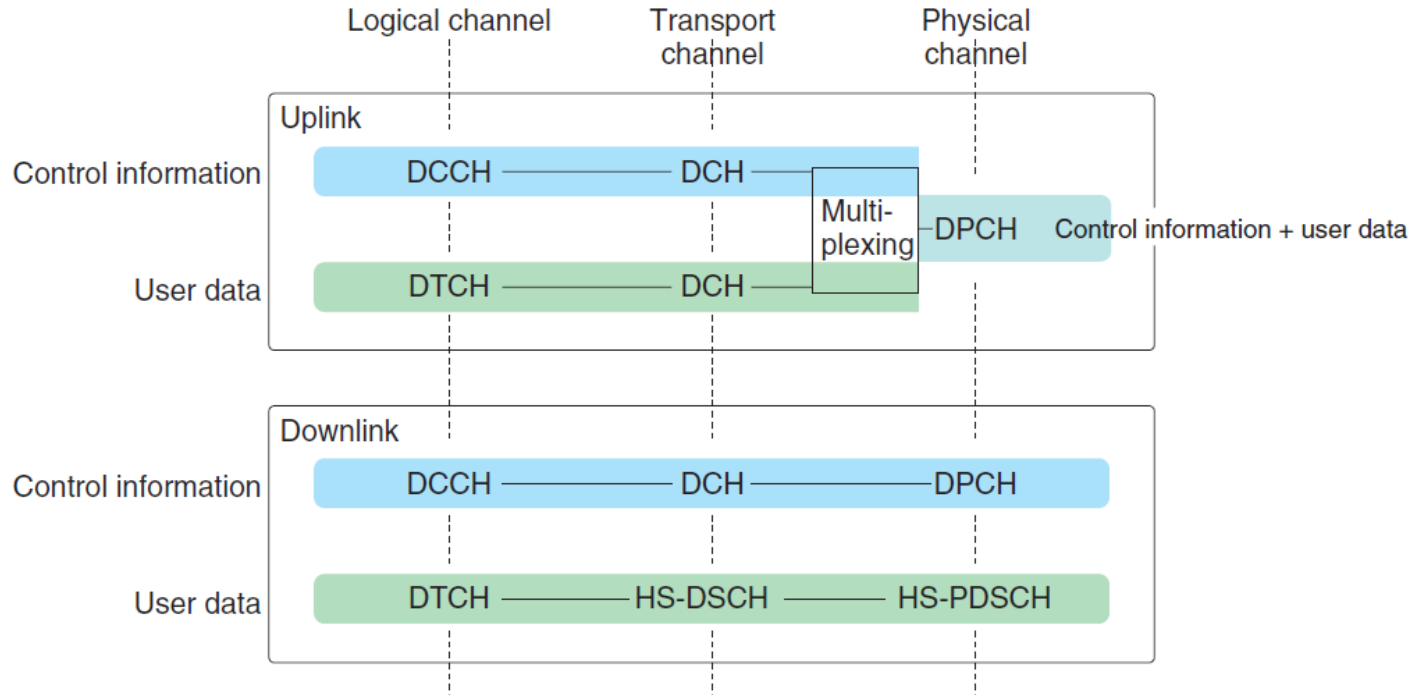 Logical channel
Transport
channel
Physical
channel
Uplink
Control information
DCCH
DCH
Multi-
plexing
DPCH
Control information + user data
User data
DTCH
DCH
Downlink
Control information
DCCH
DCH
DPCH
User data
DTCH
HS-DSCH
HS-PDSCH